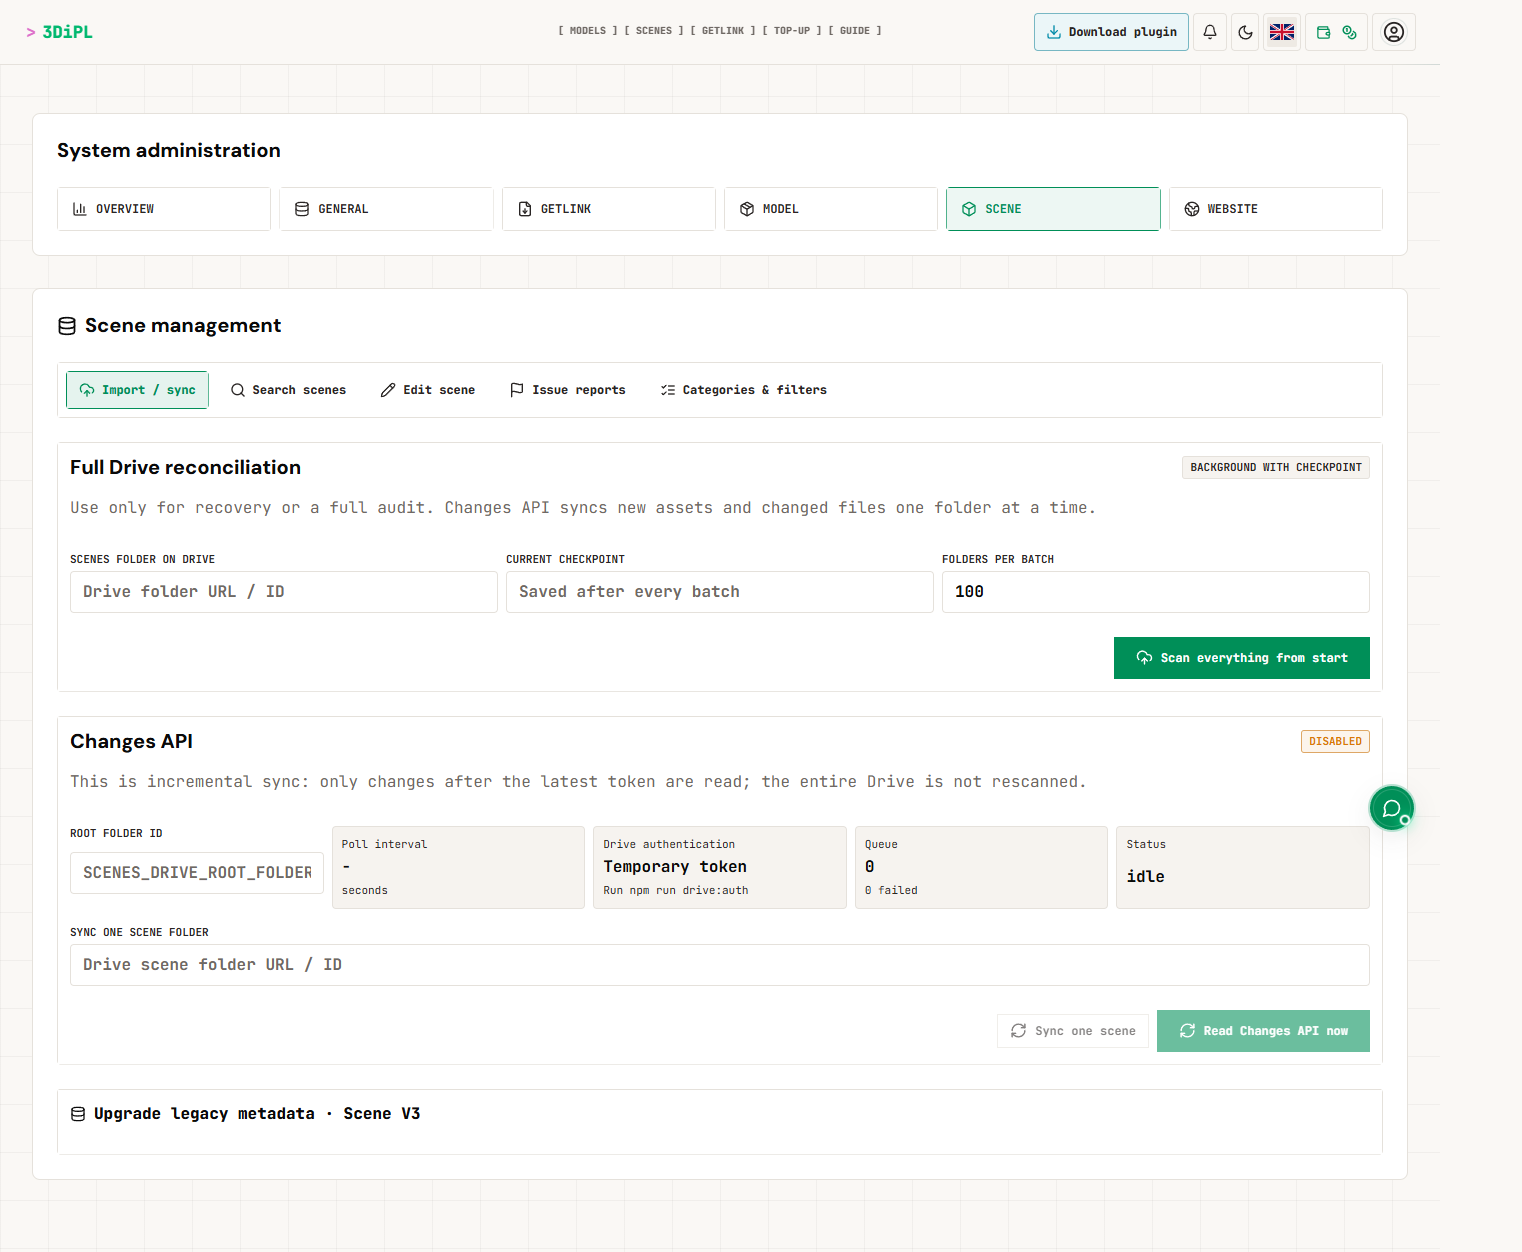 > 3DiPL
[ MODELS ] [ SCENES ] [ GETLINK ] [ TOP-UP ] [ GUIDE ]
Download plugin
System administration
OVERVIEW
GENERAL
GETLINK
MODEL
SCENE
WEBSITE
Scene management
Import / sync
Search scenes
Edit scene
Issue reports
Categories & filters
Full Drive reconciliation
BACKGROUND WITH CHECKPOINT
Use only for recovery or a full audit. Changes API syncs new assets and changed files one folder at a time.
SCENES FOLDER ON DRIVE
CURRENT CHECKPOINT
FOLDERS PER BATCH
Drive folder URL / ID
Saved after every batch
100
Scan everything from start
Changes API
DISABLED
This is incremental sync: only changes after the latest token are read; the entire Drive is not rescanned.
ROOT FOLDER ID
SCENES_DRIVE_ROOT_FOLDER
Poll interval
-
seconds
Drive authentication
Temporary token
Run npm run drive:auth
Queue
0
0 failed
Status
idle
SYNC ONE SCENE FOLDER
Drive scene folder URL / ID
Sync one scene
Read Changes API now
Upgrade legacy metadata · Scene V3